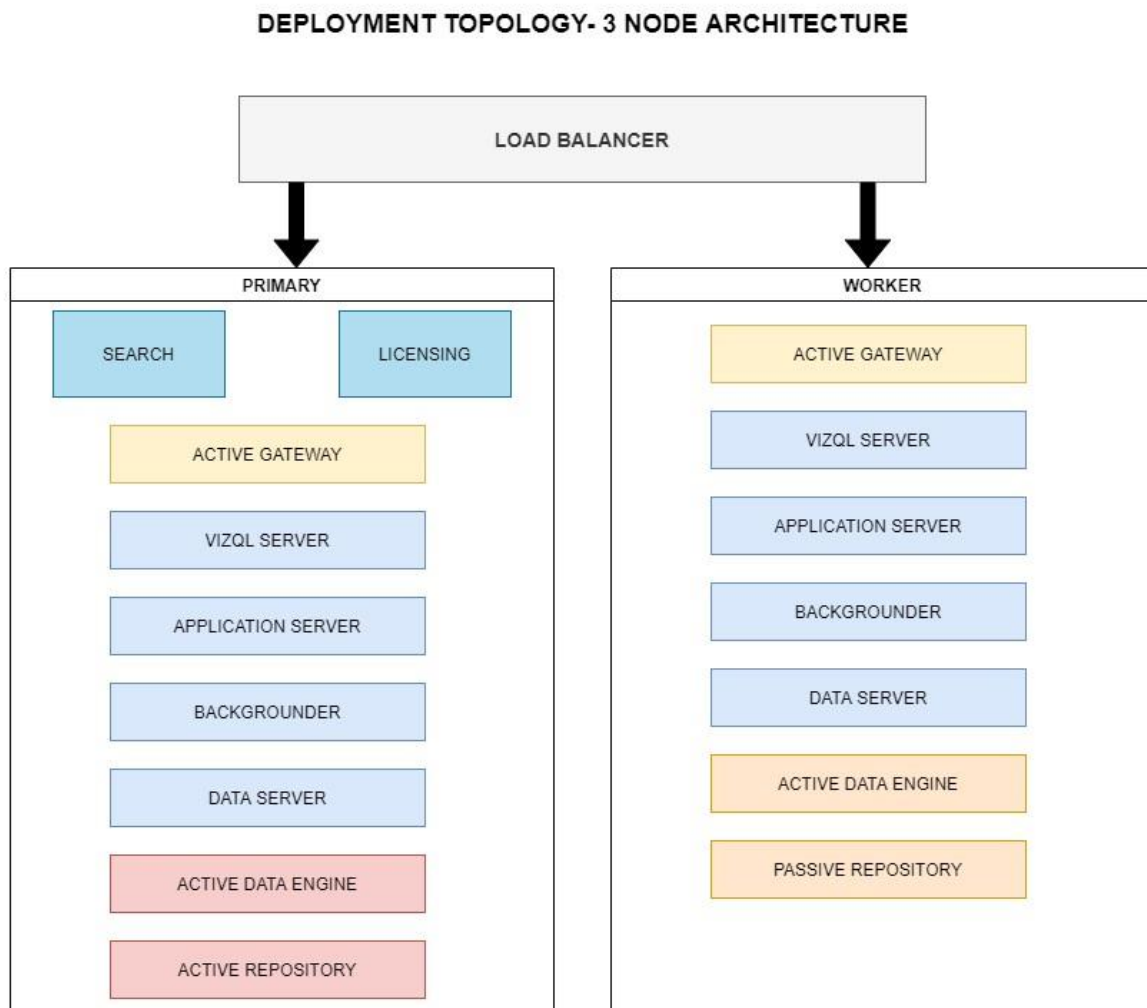 DEPLOYMENT TOPOLOGY- 3 NODE ARCHITECTURE
LOAD BALANCER
PRIMARY
SEARCH
LICENSING
ACTIVE GATEWAY
VIZQL SERVER
APPLICATION SERVER
BACKGROUNDER
DATA SERVER
ACTIVE DATA ENGINE
ACTIVE REPOSITORY
WORKER
ACTIVE GATEWAY
VIZQL SERVER
APPLICATION SERVER
BACKGROUNDER
DATA SERVER
ACTIVE DATA ENGINE
PASSIVE REPOSITORY